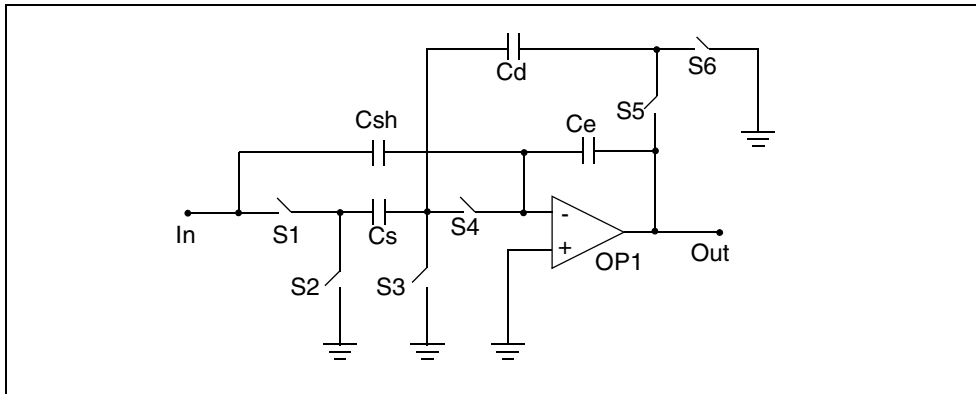 Cd
S6
S5
Csh
Ce
In
S1
Cs
S4
-
+
OP1
Out
S2
S3